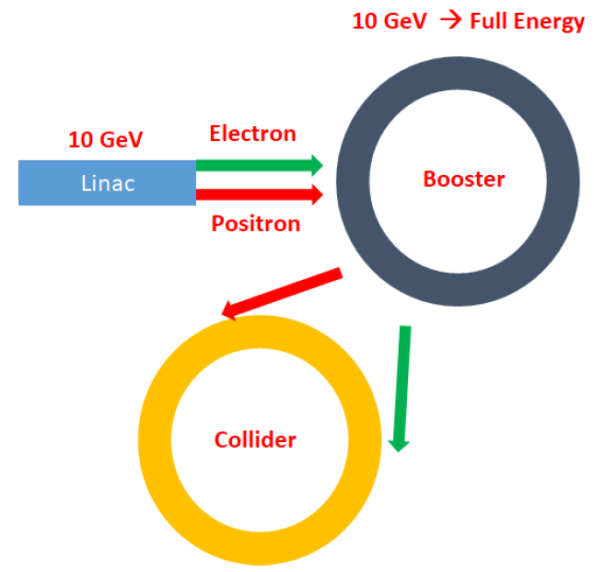 10 GeV → Full Energy
10 GeV
Electron
Linac
Booster
Positron
Collider